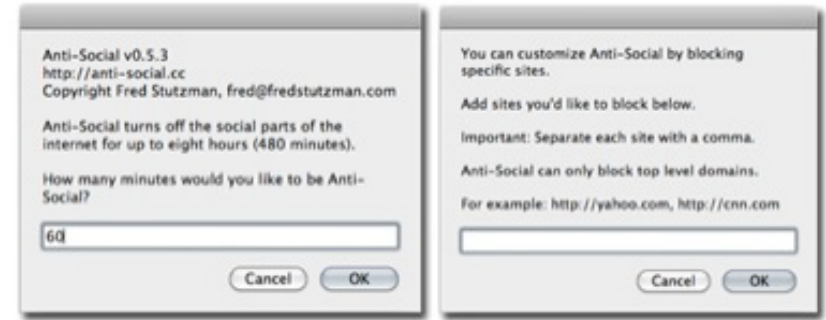 Anti-Social v0.5.3
http://anti-social.cc
Copyright Fred Stutzman, fred@fredstutzman.com
Anti-Social turns off the social parts of the
internet for up to eight hours (480 minutes).
How many minutes would you like to be Anti-
Social?
60
Cancel
OK
You can customize Anti-Social by blocking
specific sites.
Add sites you'd like to block below.
Important: Separate each site with a comma.
Anti-Social can only block top level domains.
For example: http://yahoo.com, http://cnn.com
Cancel
OK